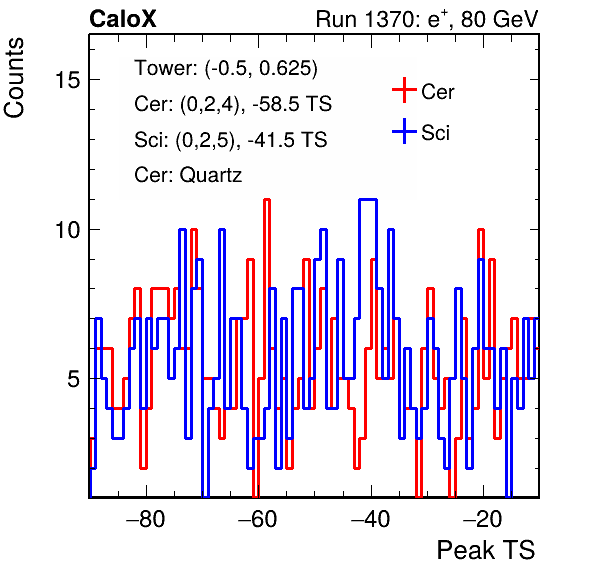 CaloX Run 1370: e⁺, 80 GeV
Counts
Tower: (-0.5, 0.625)
Cer: (0,2,4), -58.5 TS
Sci: (0,2,5), -41.5 TS
Cer: Quartz
Cer
Sci
15
10
5
−80 −60 −40 −20
Peak TS